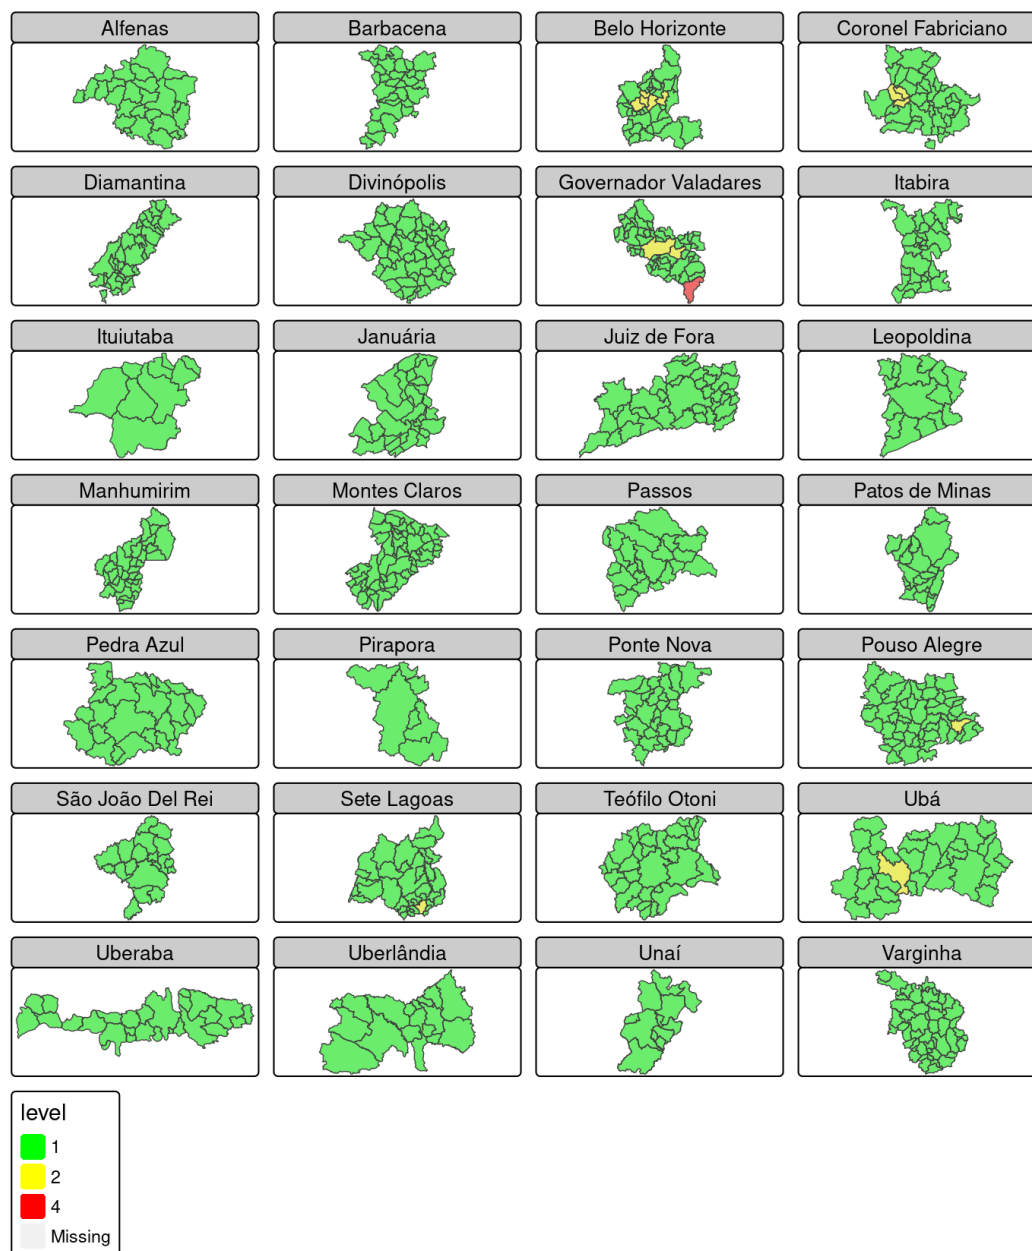 Alfenas
Barbacena
Belo Horizonte
Coronel Fabriciano
Diamantina
Divinópolis
Governador Valadares
Itabira
Ituiutaba
Januária
Juiz de Fora
Leopoldina
Manhumirim
Montes Claros
Passos
Patos de Minas
Pedra Azul
Pirapora
Ponte Nova
Pouso Alegre
São João Del Rei
Sete Lagoas
Teófilo Otoni
Ubá
Uberaba
Uberlândia
Unaí
Varginha
level
1
2
4
Missing